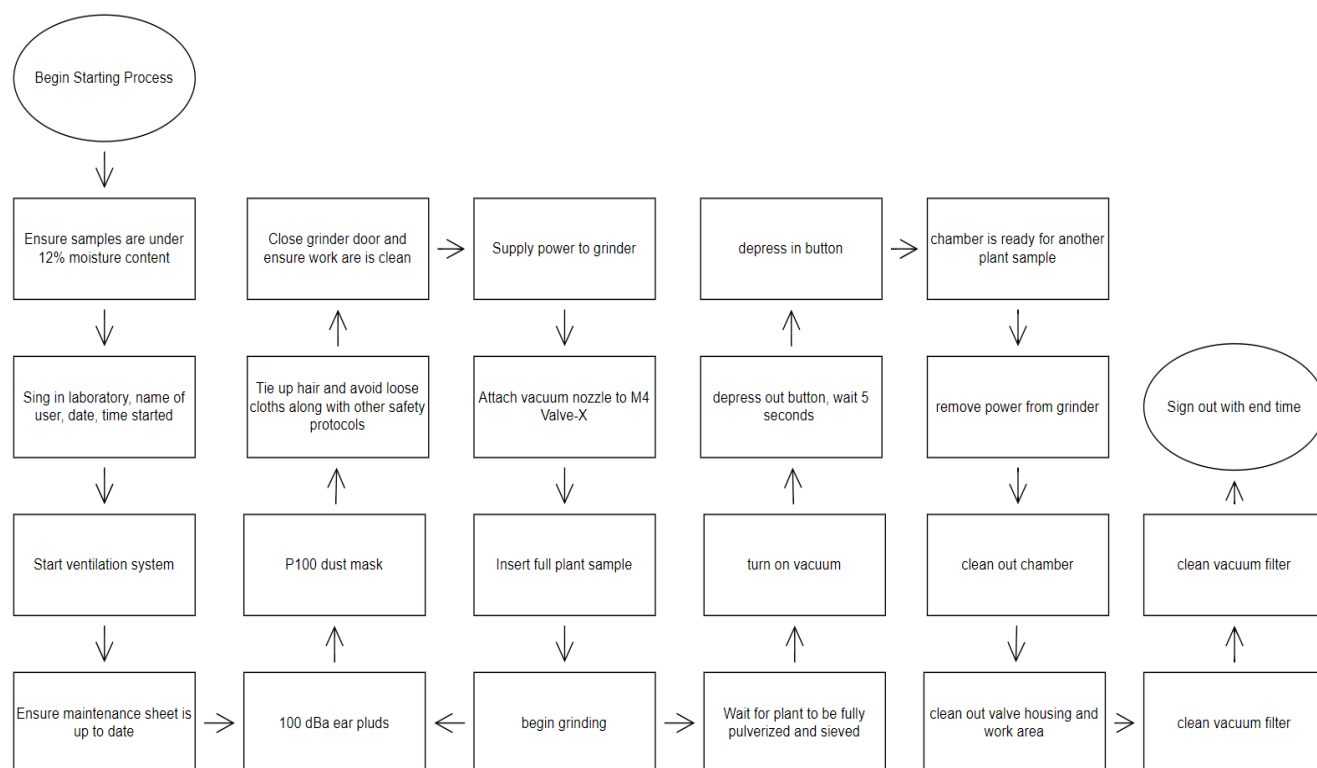 Begin Starting Process
Ensure samples are under
12% moisture content
Sing in laboratory, name of
user, date, time started
Start ventilation system
Ensure maintenance sheet is
up to date
100 dBa ear pluds
P100 dust mask
Tie up hair and avoid loose
cloths along with other safety
protocols
Close grinder door and
ensure work are is clean
Supply power to grinder
Attach vacuum nozzle to M4
Valve-X
Insert full plant sample
begin grinding
Wait for plant to be fully
pulverized and sieved
turn on vacuum
depress out button, wait 5
seconds
depress in button
chamber is ready for another
plant sample
remove power from grinder
clean out chamber
clean out valve housing and
work area
clean vacuum filter
clean vacuum filter
Sign out with end time